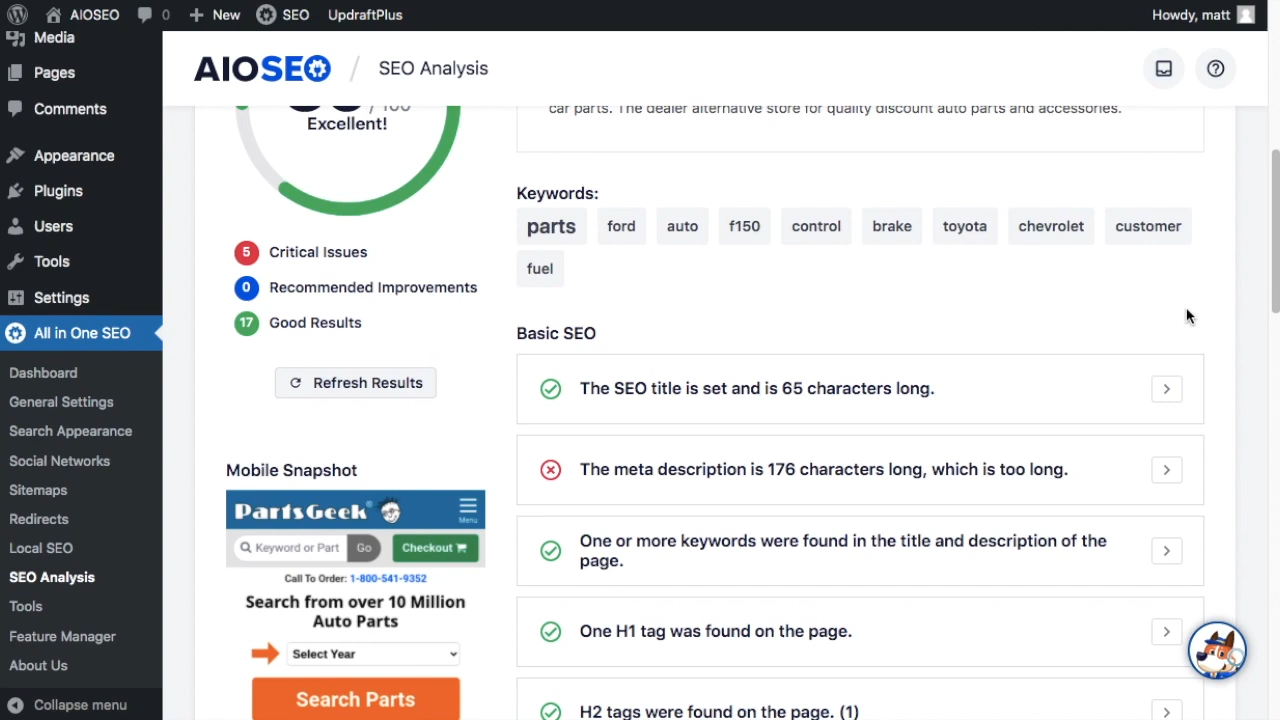 AIOSEO 0 New SEO UpdraftPlus Howdy, matt
Media
Pages
Comments
Appearance
Plugins
Users
Tools
Settings
All in One SEO
Dashboard
General Settings
Search Appearance
Social Networks
Sitemaps
Redirects
Local SEO
SEO Analysis
Tools
Feature Manager
About Us
Collapse menu
AIOSEO / SEO Analysis
/ 100
Excellent!
5 Critical Issues
0 Recommended Improvements
17 Good Results
Refresh Results
Mobile Snapshot
PartsGeek
Menu
Keyword or Part Go Checkout
Call To Order: 1-800-541-9352
Search from over 10 Million
Auto Parts
Select Year
Search Parts
car parts. The dealer alternative store for quality discount auto parts and accessories.
Keywords:
parts ford auto f150 control brake toyota chevrolet customer
fuel
Basic SEO
The SEO title is set and is 65 characters long.
The meta description is 176 characters long, which is too long.
One or more keywords were found in the title and description of the
page.
One H1 tag was found on the page.
H2 tags were found on the page. (1)